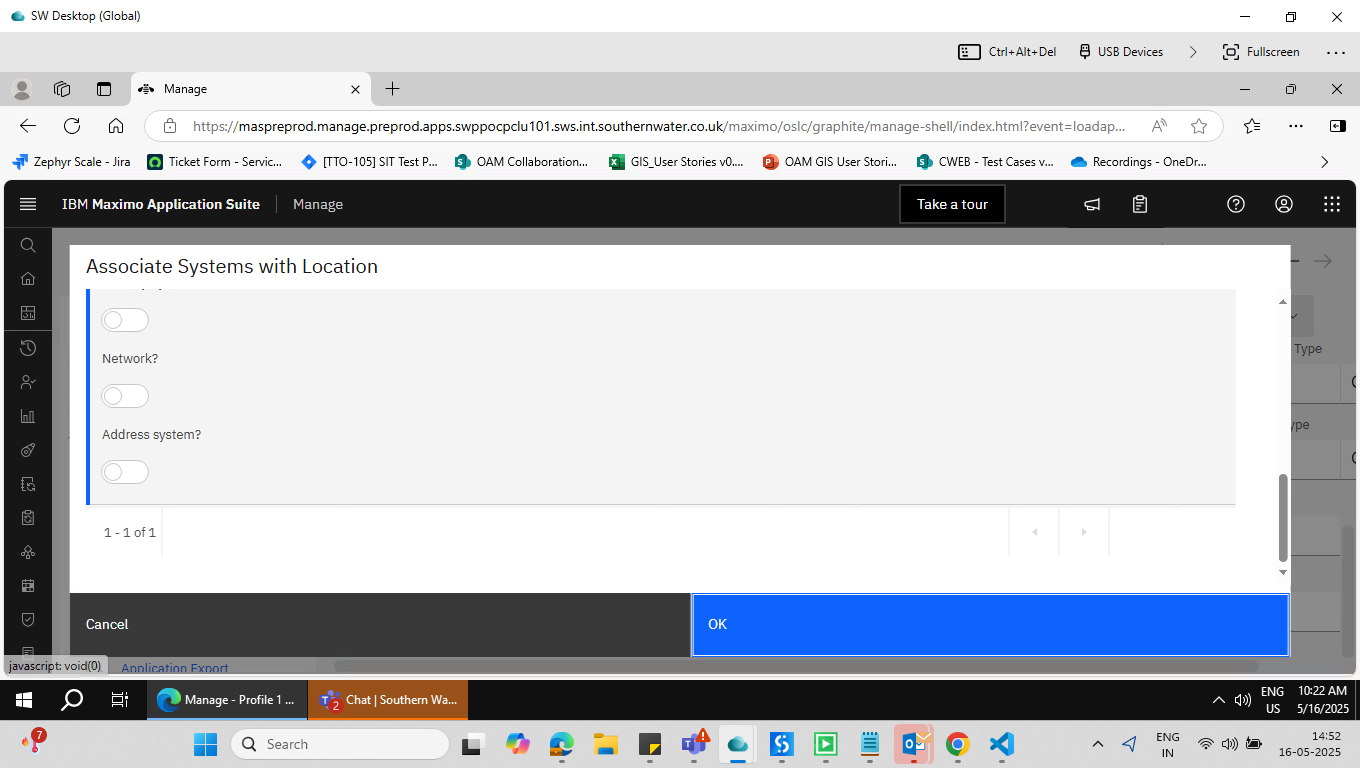 SW Desktop (Global)
Ctrl+Alt+Del
USB Devices
Fullscreen
Manage
https://maspreprod.manage.preprod.apps.swppocpclu101.sws.int.southernwater.co.uk/maximo/oslc/graphite/manage-shell/index.html?event=loadap...
Zephyr Scale - Jira
Ticket Form - Servic...
[TTO-105] SIT Test P...
OAM Collaboration...
GIS_User Stories v0....
OAM GIS User Stori...
CWEB - Test Cases v...
Recordings - OneDr...
IBM Maximo Application Suite
Manage
Take a tour
Associate Systems with Location
Type
Network?
ype
Address system?
1 - 1 of 1
Cancel
OK
javascript: void(0)
Application Export
Manage - Profile 1 ...
2
Chat | Southern Wa...
ENG
US
10:22 AM
5/16/2025
7
Search
ENG
IN
14:52
16-05-2025